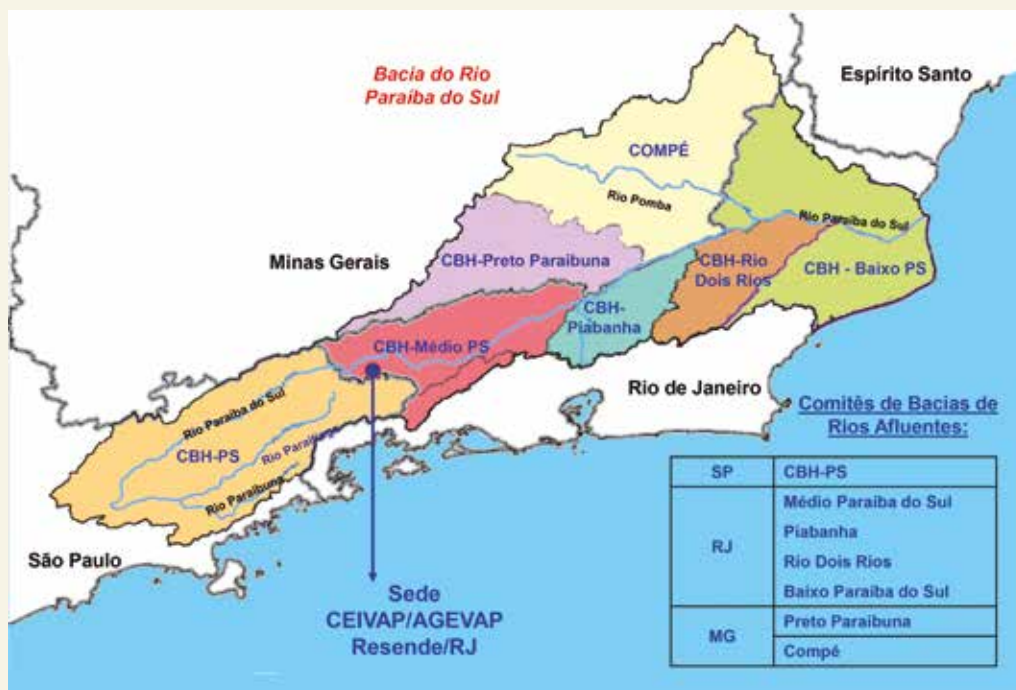 Bacia do Rio
Paraíba do Sul
Espírito Santo
COMPÉ
Rio Pomba
Rio Paraíba do Sul
Minas Gerais
CBH-Preto Paraibuna
CBH-Rio
Dois Rios
CBH - Baixo PS
CBH-
Piabanha
CBH-Médio PS
Rio de Janeiro
Rio Paraíba do Sul
CBH-PS
Rio Paraibuna
São Paulo
Sede
CEIVAP/AGEVAP
Resende/RJ
Comitês de Bacias de
Rios Afluentes:
SP CBH-PS
RJ
Médio Paraíba do Sul
Piabanha
Rio Dois Rios
Baixo Paraíba do Sul
MG
Preto Paraibuna
Compé